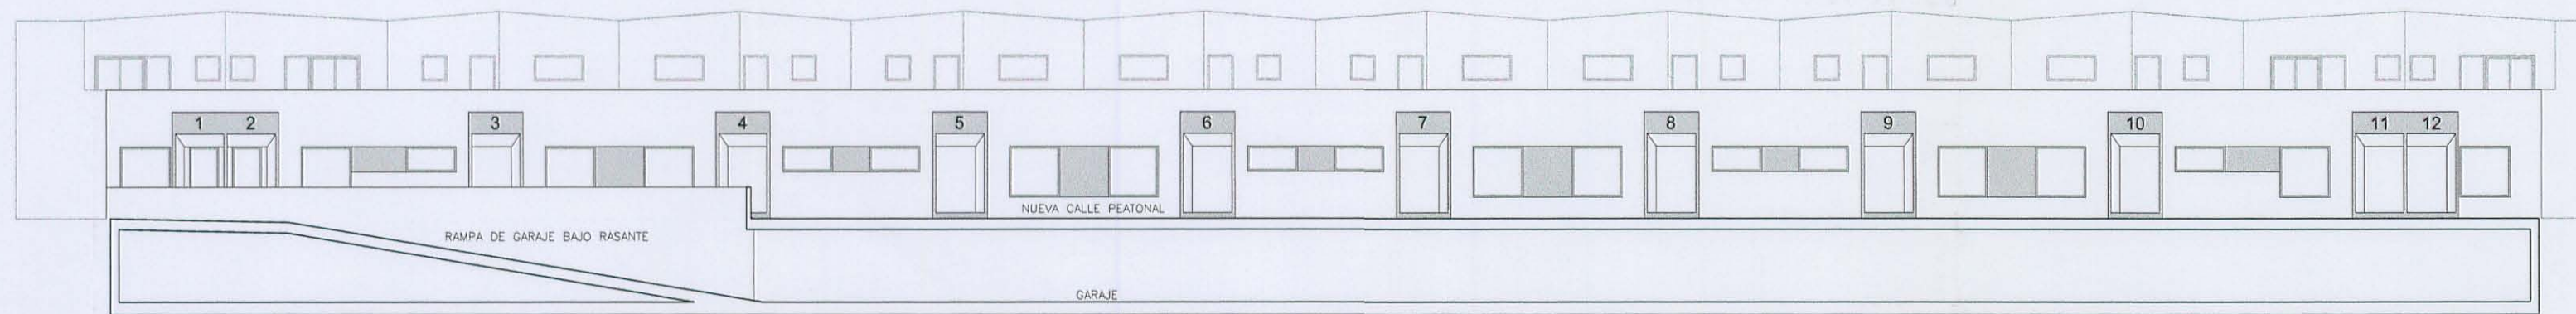 1 2 3 4 5 6 7 8 9 10 11 12
NUEVA CALLE PEATONAL
RAMPA DE GARAJE BAJO RASANTE
GARAJE